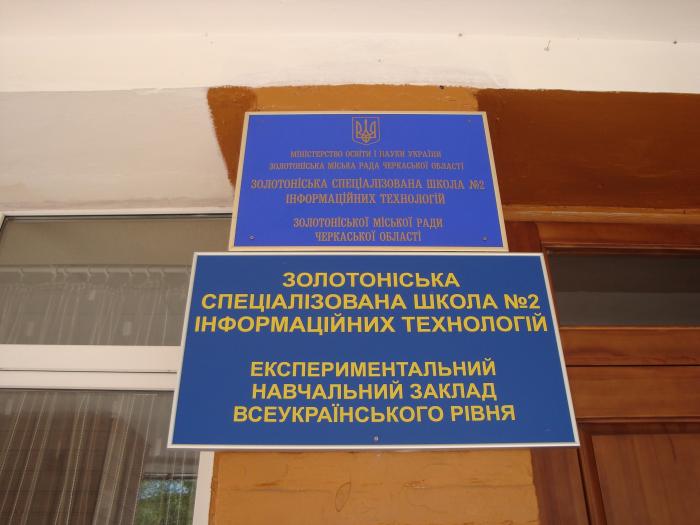 МІНІСТЕРСТВО ОСВІТИ І НАУКИ УКРАЇНИ
ЗОЛОТОНІСЬКА МІСЬКА РАДА ЧЕРКАСЬКОЇ ОБЛАСТІ
ЗОЛОТОНІСЬКА СПЕЦІАЛІЗОВАНА ШКОЛА №2
ІНФОРМАЦІЙНИХ ТЕХНОЛОГІЙ
ЗОЛОТОНІСЬКОЇ МІСЬКОЇ РАДИ
ЧЕРКАСЬКОЇ ОБЛАСТІ
ЗОЛОТОНІСЬКА
СПЕЦІАЛІЗОВАНА ШКОЛА №2
ІНФОРМАЦІЙНИХ ТЕХНОЛОГІЙ
ЕКСПЕРИМЕНТАЛЬНИЙ
НАВЧАЛЬНИЙ ЗАКЛАД
ВСЕУКРАЇНСЬКОГО РІВНЯ